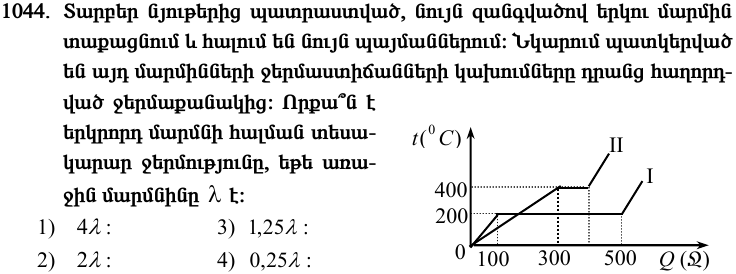 1044. Տարբեր նյութերից պատրաստված, նույն զանգվածով երկու մարմին
տաքացնում և հալում են նույն պայմաններում: Նկարում պատկերված
են այդ մարմինների ջերմաստիճանների կախումները դրանց հաղորդ-
ված ջերմաքանակից: Որքա՞ն է
երկրորդ մարմնի հալման տեսա-
կարար ջերմությունը, եթե առա-
ջին մարմնինը λ է:
1) 4λ : 3) 1,25λ :
2) 2λ : 4) 0,25λ :
t(⁰C)
II
I
400
200
0 100 300 500 Q (Ջ)